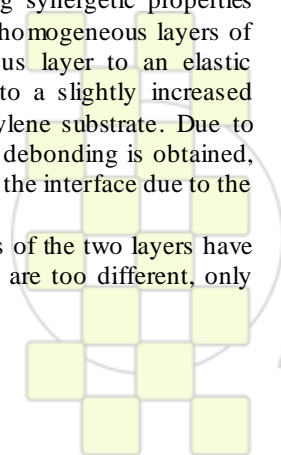 g synergetic properties
homogeneous layers of
us layer to an elastic
to a slightly increased
ylene substrate. Due to
debonding is obtained,
the interface due to the
s of the two layers have
are too different, only